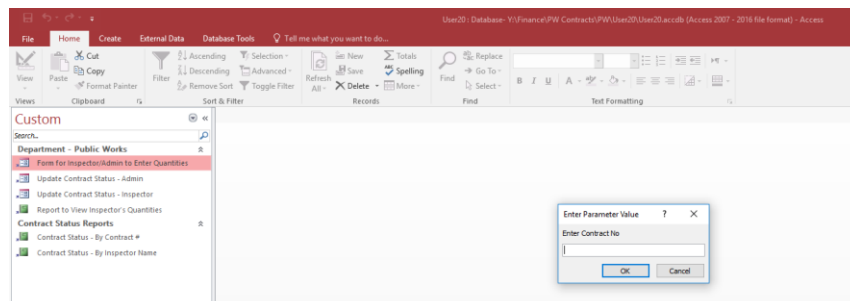 User20 : Database- V:\Finance\PW Contracts\PW\User20\User20.accdb (Access 2007 - 2016 file format) - Access
File Home Create External Data Database Tools Tell me what you want to do...
View
Views
Paste
Cut
Copy
Format Painter
Clipboard
Filter
Ascending
Descending
Remove Sort
Selection
Advanced
Toggle Filter
Sort & Filter
Refresh All
New
Save
Delete
Totals
Spelling
More
Records
Find
Replace
Go To
Select
Find
B I U A
Text Formatting
Custom
Search...
Department - Public Works
Form for Inspector/Admin to Enter Quantities
Update Contract Status - Admin
Update Contract Status - Inspector
Report to View Inspector's Quantities
Contract Status Reports
Contract Status - By Contract #
Contract Status - By Inspector Name
Enter Parameter Value ? X
Enter Contract No
OK Cancel